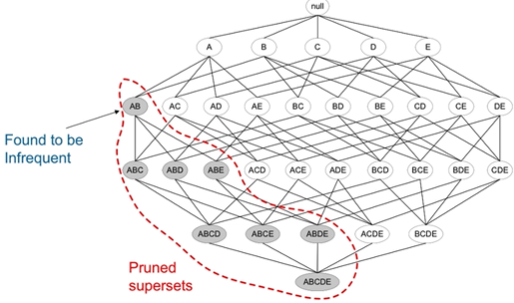 null
A B C D E
AB AC AD AE BC BD BE CD CE DE
Found to be
Infrequent
ABC ABD ABE ACD ACE ADE BCD BCE BDE CDE
ABCD ABCE ABDE ACDE BCDE
Pruned
supersets
ABCDE